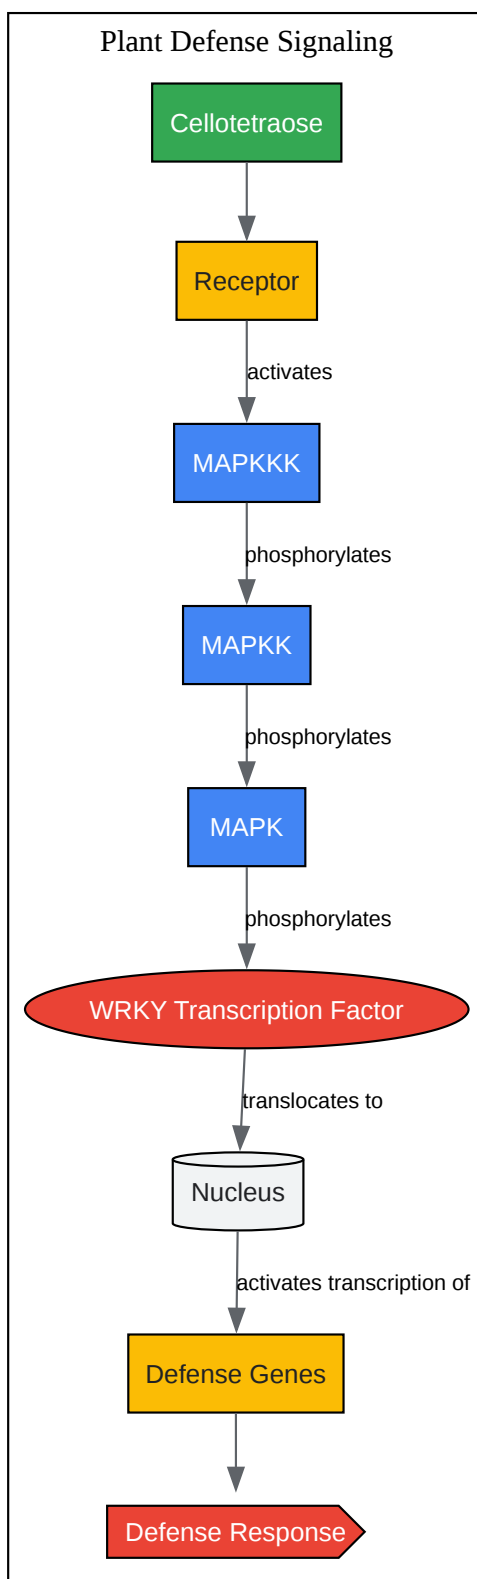 Plant Defense Signaling
Cellotetraose
Receptor
activates
MAPKKK
phosphorylates
MAPKK
phosphorylates
MAPK
phosphorylates
WRKY Transcription Factor
translocates to
Nucleus
activates transcription of
Defense Genes
Defense Response